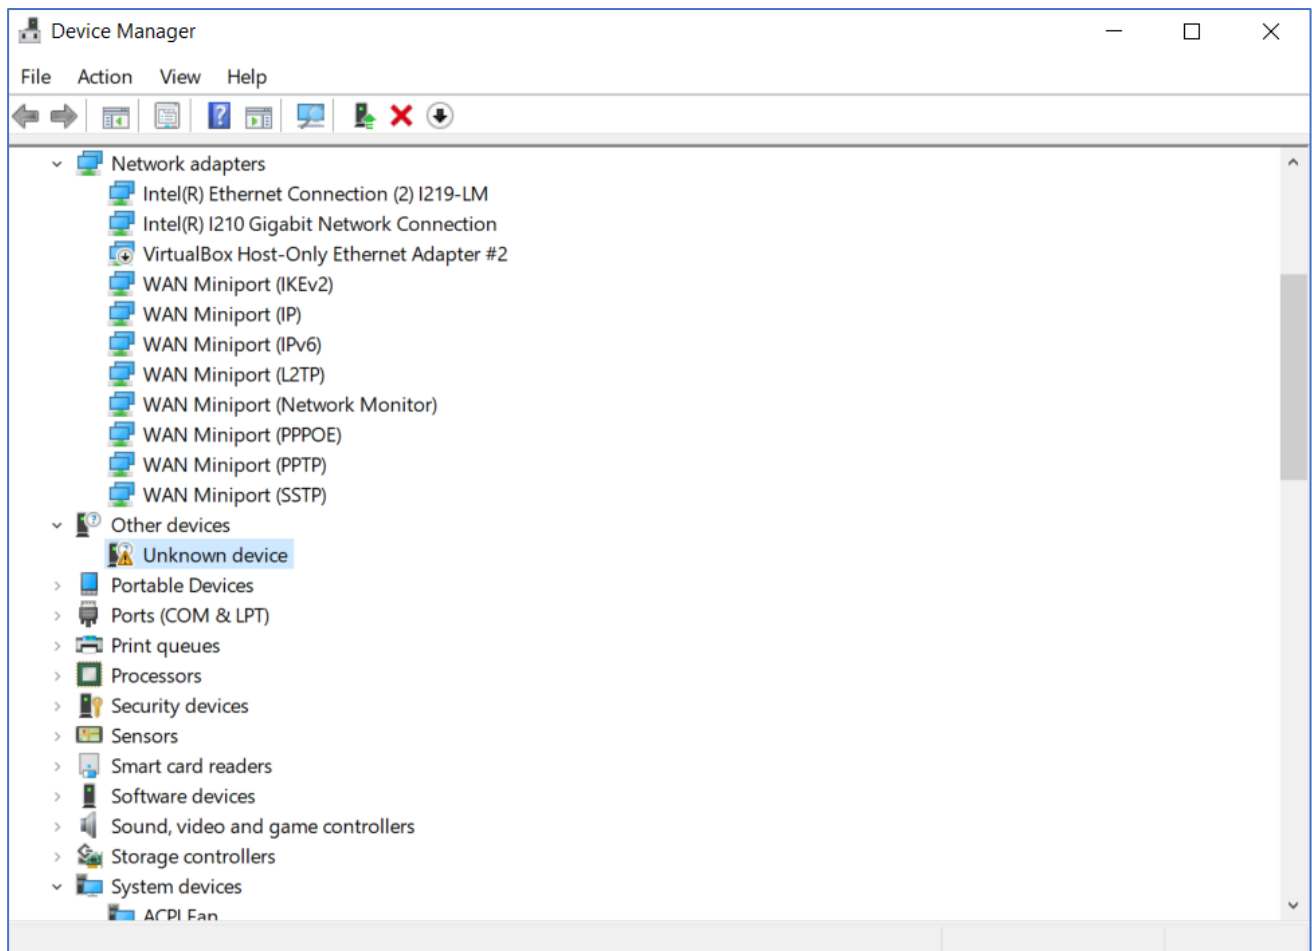 Device Manager
File Action View Help
Network adapters
Intel(R) Ethernet Connection (2) I219-LM
Intel(R) I210 Gigabit Network Connection
VirtualBox Host-Only Ethernet Adapter #2
WAN Miniport (IKEv2)
WAN Miniport (IP)
WAN Miniport (IPv6)
WAN Miniport (L2TP)
WAN Miniport (Network Monitor)
WAN Miniport (PPPOE)
WAN Miniport (PPTP)
WAN Miniport (SSTP)
Other devices
Unknown device
Portable Devices
Ports (COM & LPT)
Print queues
Processors
Security devices
Sensors
Smart card readers
Software devices
Sound, video and game controllers
Storage controllers
System devices
ACPI Fan